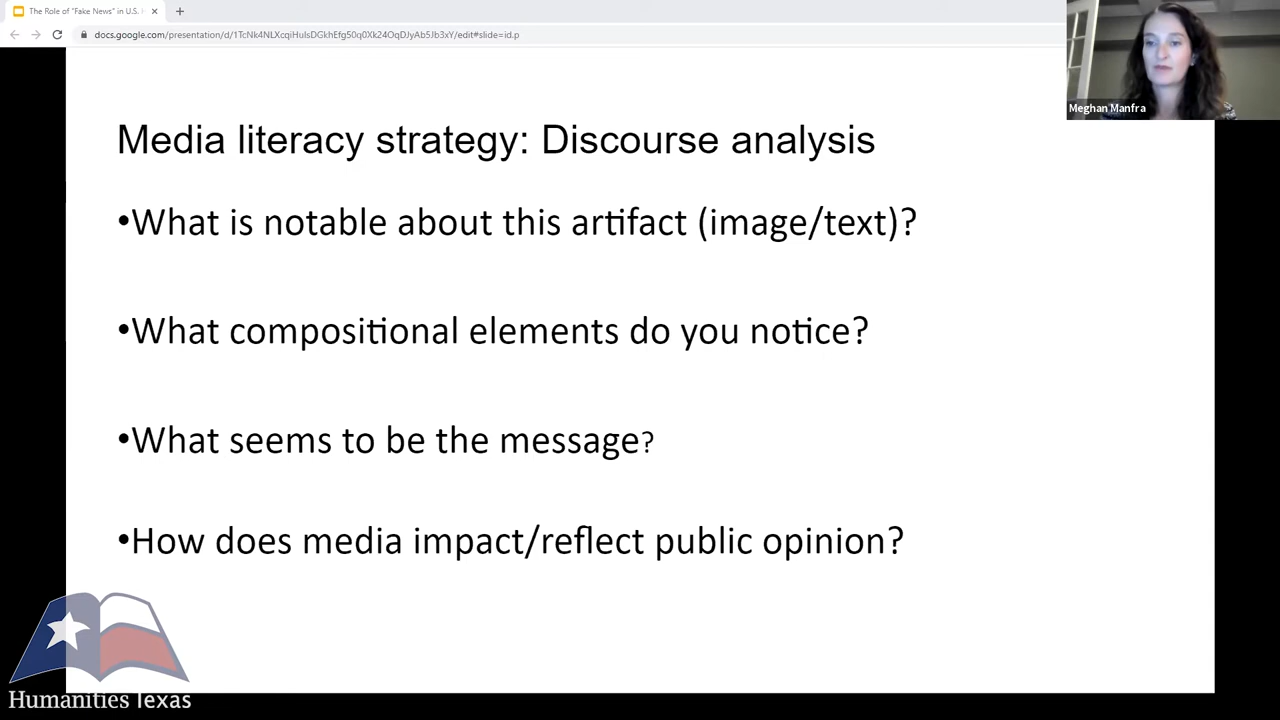 The Role of "Fake News" in U.S. H
docs.google.com/presentation/d/1TcNk4NLXcqiHulsDGkhEfg50q0Xk24OqDJyAb5Jb3xY/edit#slide=id.p
Meghan Manfra
Media literacy strategy: Discourse analysis
•What is notable about this artifact (image/text)?
•What compositional elements do you notice?
•What seems to be the message?
•How does media impact/reflect public opinion?
Humanities Texas